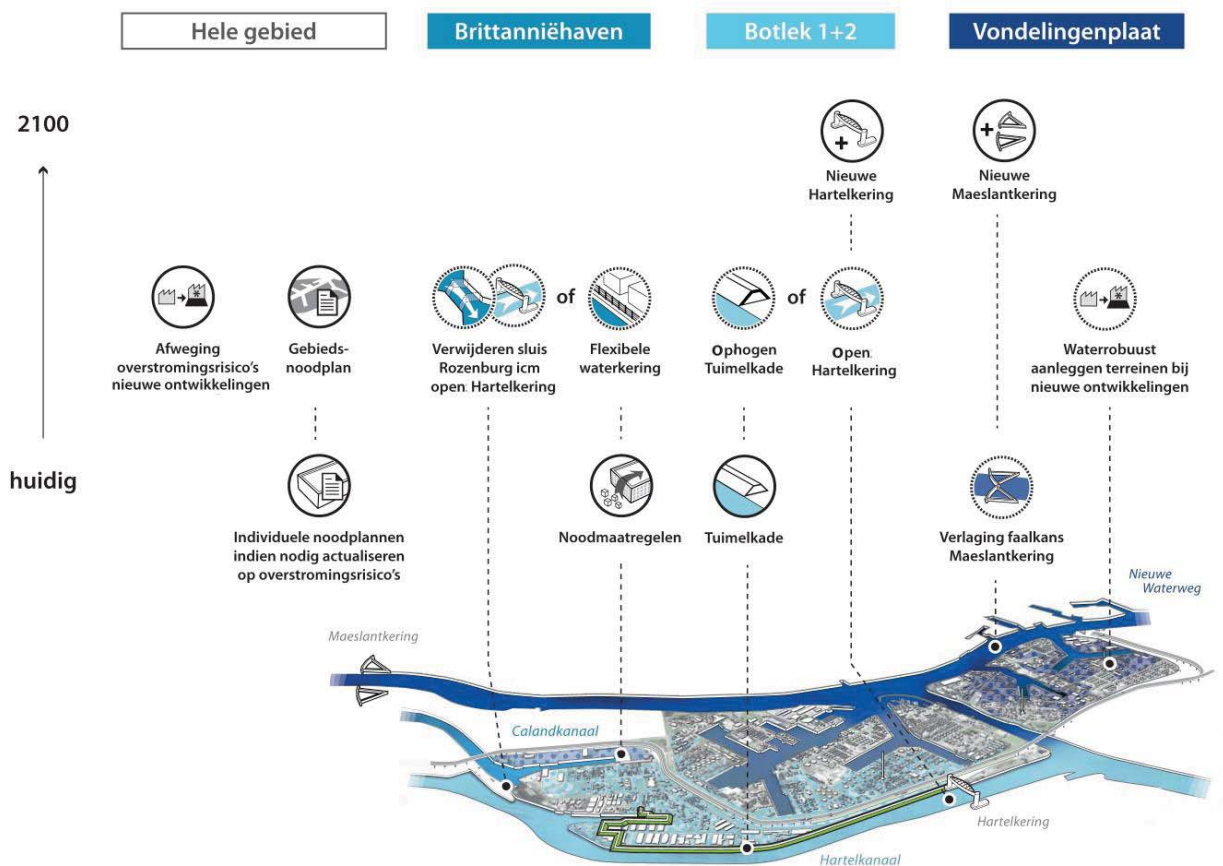 Hele gebied
Brittanniëhaven
Botlek 1+2
Vondelingenplaat
2100
Nieuwe
Hartelkering
Nieuwe
Maeslantkering
of
of
Afweging
overstromingsrisico's
nieuwe ontwikkelingen
Gebieds-
noodplan
Verwijderen sluis
Rozenburg icm
open: Hartelkering
Flexibele
waterkering
Ophogen
Tuimelkade
Open:
Hartelkering
Waterrobuust
aanleggen terreinen bij
nieuwe ontwikkelingen
huidig
Individuele noodplannen
indien nodig actualiseren
op overstromingsrisico's
Noodmaatregelen
Tuimelkade
Verlaging faalkans
Maeslantkering
Nieuwe
Waterweg
Maeslantkering
Calandkanaal
Hartelkering
Hartelkanaal